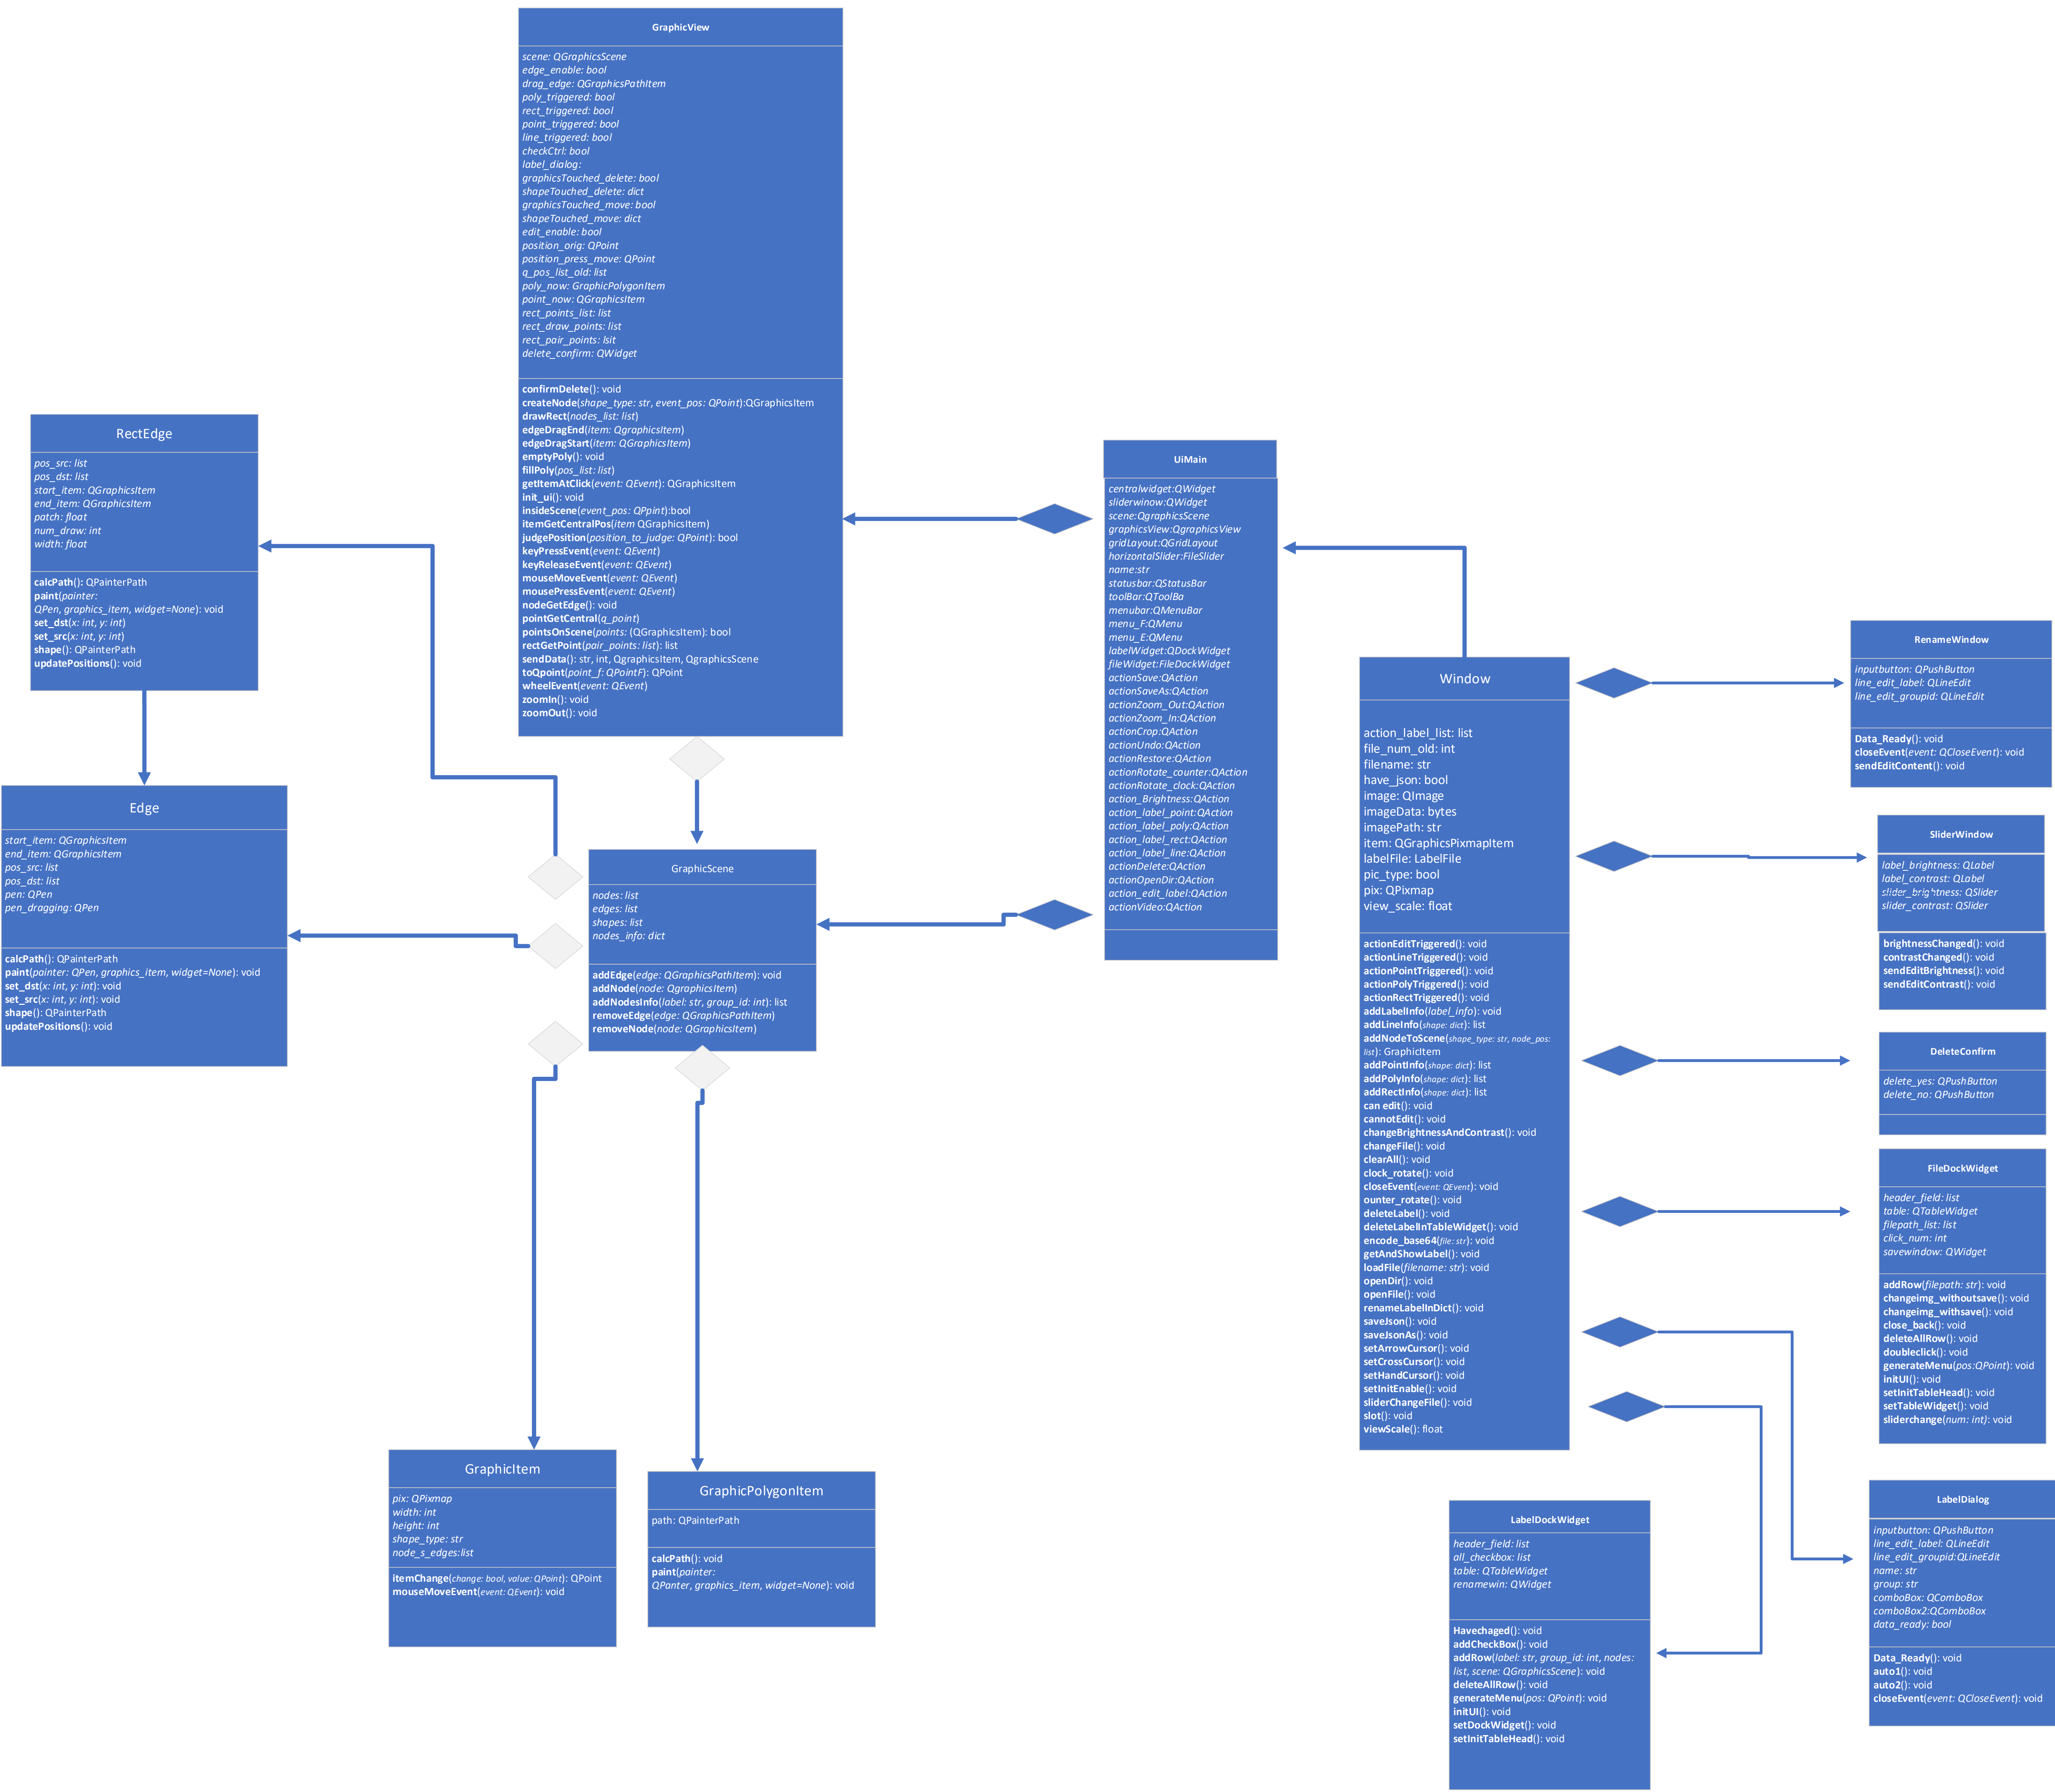 GraphicView
scene: QGraphicsScene
edge_enable: bool
drag_edge: QGraphicsPathItem
poly_triggered: bool
rect_triggered: bool
point_triggered: bool
line_triggered: bool
checkCtrl: bool
label_dialog:
graphicsTouched_delete: bool
shapeTouched_delete: dict
graphicsTouched_move: bool
shapeTouched_move: dict
edit_enable: bool
position_orig: QPoint
position_press_move: QPoint
q_pos_list_old: list
poly_now: GraphicPolygonItem
point_now: QGraphicsItem
rect_points_list: list
rect_draw_points: list
rect_pair_points: lsit
delete_confirm: QWidget
confirmDelete(): void
createNode(shape_type: str, event_pos: QPoint):QGraphicsItem
drawRect(nodes_list: list)
edgeDragEnd(item: QgraphicsItem)
edgeDragStart(item: QGraphicsItem)
emptyPoly(): void
fillPoly(pos_list: list)
getItemAtClick(event: QEvent): QGraphicsItem
init_ui(): void
insideScene(event_pos: QPpint):bool
itemGetCentralPos(item QGraphicsItem)
judgePosition(position_to_judge: QPoint): bool
keyPressEvent(event: QEvent)
keyReleaseEvent(event: QEvent)
mouseMoveEvent(event: QEvent)
mousePressEvent(event: QEvent)
nodeGetEdge(): void
pointGetCentral(q_point)
pointsOnScene(points: (QGraphicsItem): bool
rectGetPoint(pair_points: list): list
sendData(): str, int, QgraphicsItem, QgraphicsScene
toQpoint(point_f: QPointF): QPoint
wheelEvent(event: QEvent)
zoomIn(): void
zoomOut(): void
RectEdge
pos_src: list
pos_dst: list
start_item: QGraphicsItem
end_item: QGraphicsItem
patch: float
num_draw: int
width: float
calcPath(): QPainterPath
paint(painter:
QPen, graphics_item, widget=None): void
set_dst(x: int, y: int)
set_src(x: int, y: int)
shape(): QPainterPath
updatePositions(): void
Edge
start_item: QGraphicsItem
end_item: QGraphicsItem
pos_src: list
pos_dst: list
pen: QPen
pen_dragging: QPen
calcPath(): QPainterPath
paint(painter: QPen, graphics_item, widget=None): void
set_dst(x: int, y: int): void
set_src(x: int, y: int): void
shape(): QPainterPath
updatePositions(): void
GraphicScene
nodes: list
edges: list
shapes: list
nodes_info: dict
addEdge(edge: QGraphicsPathItem): void
addNode(node: QgraphicsItem)
addNodesInfo(label: str, group_id: int): list
removeEdge(edge: QGraphicsPathItem)
removeNode(node: QGraphicsItem)
GraphicItem
pix: QPixmap
width: int
height: int
shape_type: str
node_s_edges:list
itemChange(change: bool, value: QPoint): QPoint
mouseMoveEvent(event: QEvent): void
GraphicPolygonItem
path: QPainterPath
calcPath(): void
paint(painter:
QPanter, graphics_item, widget=None): void
UiMain
centralwidget:QWidget
sliderwinow:QWidget
scene:QgraphicsScene
graphicsView:QgraphicsView
gridLayout:QGridLayout
horizontalSlider:FileSlider
name:str
statusbar:QStatusBar
toolBar:QToolBa
menubar:QMenuBar
menu_F:QMenu
menu_E:QMenu
labelWidget:QDockWidget
fileWidget:FileDockWidget
actionSave:QAction
actionSaveAs:QAction
actionZoom_Out:QAction
actionZoom_In:QAction
actionCrop:QAction
actionUndo:QAction
actionRestore:QAction
actionRotate_counter:QAction
actionRotate_clock:QAction
action_Brightness:QAction
action_label_point:QAction
action_label_poly:QAction
action_label_rect:QAction
action_label_line:QAction
actionDelete:QAction
actionOpenDir:QAction
action_edit_label:QAction
actionVideo:QAction
Window
action_label_list: list
file_num_old: int
filename: str
have_json: bool
image: QImage
imageData: bytes
imagePath: str
item: QGraphicsPixmapItem
labelFile: LabelFile
pic_type: bool
pix: QPixmap
view_scale: float
actionEditTriggered(): void
actionLineTriggered(): void
actionPointTriggered(): void
actionPolyTriggered(): void
actionRectTriggered(): void
addLabelInfo(label_info): void
addLineInfo(shape: dict): list
addNodeToScene(shape_type: str, node_pos:
list): GraphicItem
addPointInfo(shape: dict): list
addPolyInfo(shape: dict): list
addRectInfo(shape: dict): list
can edit(): void
cannotEdit(): void
changeBrightnessAndContrast(): void
changeFile(): void
clearAll(): void
clock_rotate(): void
closeEvent(event: QEvent): void
ounter_rotate(): void
deleteLabel(): void
deleteLabelInTableWidget(): void
encode_base64(file: str): void
getAndShowLabel(): void
loadFile(filename: str): void
openDir(): void
openFile(): void
renameLabelInDict(): void
saveJson(): void
saveJsonAs(): void
setArrowCursor(): void
setCrossCursor(): void
setHandCursor(): void
setInitEnable(): void
sliderChangeFile(): void
slot(): void
viewScale(): float
RenameWindow
inputbutton: QPushButton
line_edit_label: QLineEdit
line_edit_groupid: QLineEdit
Data_Ready(): void
closeEvent(event: QCloseEvent): void
sendEditContent(): void
SliderWindow
label_brightness: QLabel
label_contrast: QLabel
slider_brightness: QSlider
slider_contrast: QSlider
brightnessChanged(): void
contrastChanged(): void
sendEditBrightness(): void
sendEditContrast(): void
DeleteConfirm
delete_yes: QPushButton
delete_no: QPushButton
FileDockWidget
header_field: list
table: QTableWidget
filepath_list: list
click_num: int
savewindow: QWidget
addRow(filepath: str): void
changeimg_withoutsave(): void
changeimg_withsave(): void
close_back(): void
deleteAllRow(): void
doubleclick(): void
generateMenu(pos:QPoint): void
initUI(): void
setInitTableHead(): void
setTableWidget(): void
sliderchange(num: int): void
LabelDockWidget
header_field: list
all_checkbox: list
table: QTableWidget
renamewin: QWidget
Havechaged(): void
addCheckBox(): void
addRow(label: str, group_id: int, nodes:
list, scene: QGraphicsScene): void
deleteAllRow(): void
generateMenu(pos: QPoint): void
initUI(): void
setDockWidget(): void
setInitTableHead(): void
LabelDialog
inputbutton: QPushButton
line_edit_label: QLineEdit
line_edit_groupid:QLineEdit
name: str
group: str
comboBox: QComboBox
comboBox2:QComboBox
data_ready: bool
Data_Ready(): void
auto1(): void
auto2(): void
closeEvent(event: QCloseEvent): void